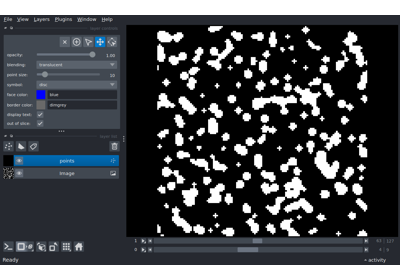 File View Layers Plugins Window Help
opacity: 1.00
blending: translucent
point size: 10
symbol: disc
face color: blue
border color: dimgrey
display text: ✓
out of slice: ✓
points
Image
1
0
Ready
activity